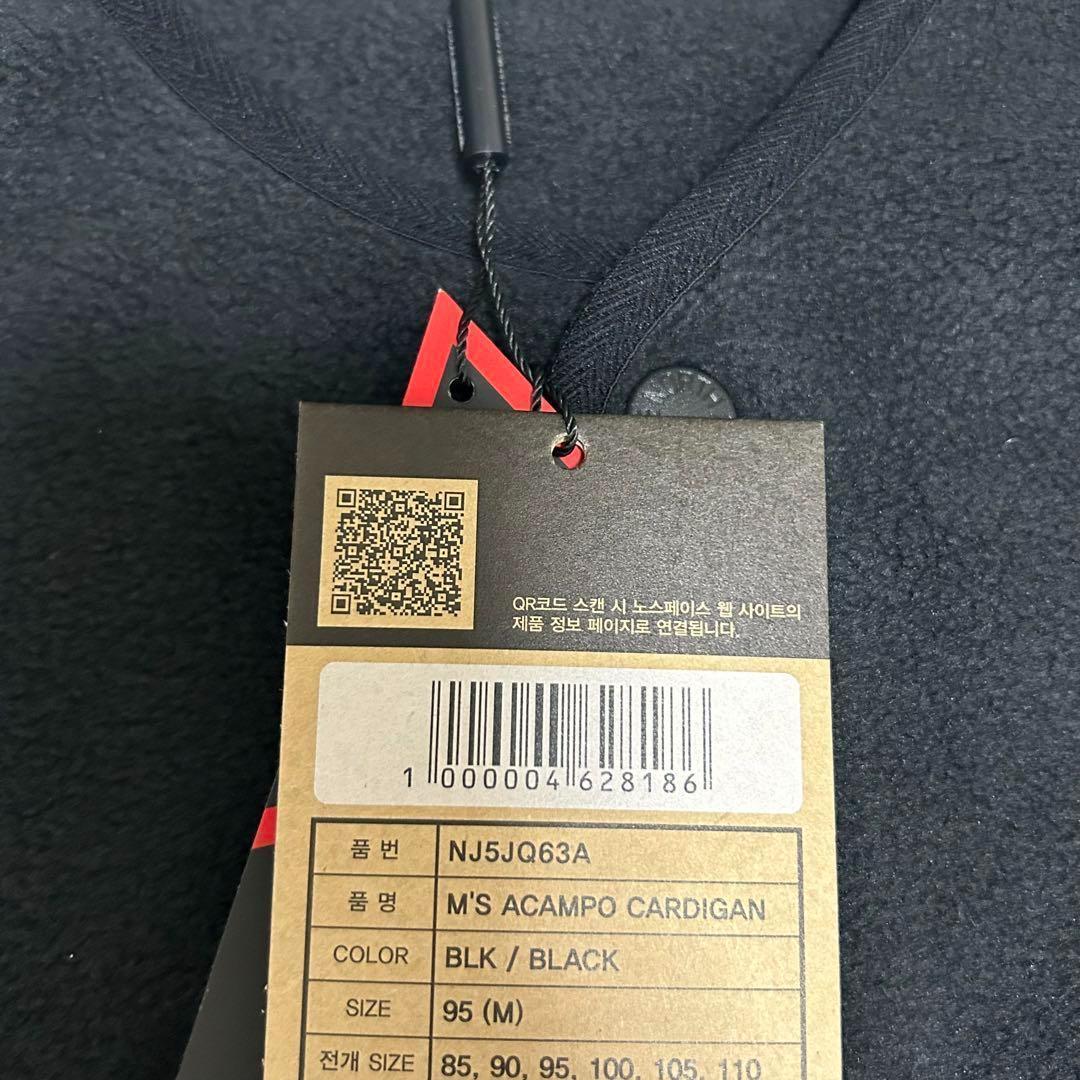 QR코드 스캔 시 노스페이스 웹 사이트의
제품 정보 페이지로 연결됩니다.
1 000004 628186
품 번 NJ5JQ63A
품 명 M'S ACAMPO CARDIGAN
COLOR BLK / BLACK
SIZE 95 (M)
전개 SIZE 85, 90, 95, 100, 105, 110